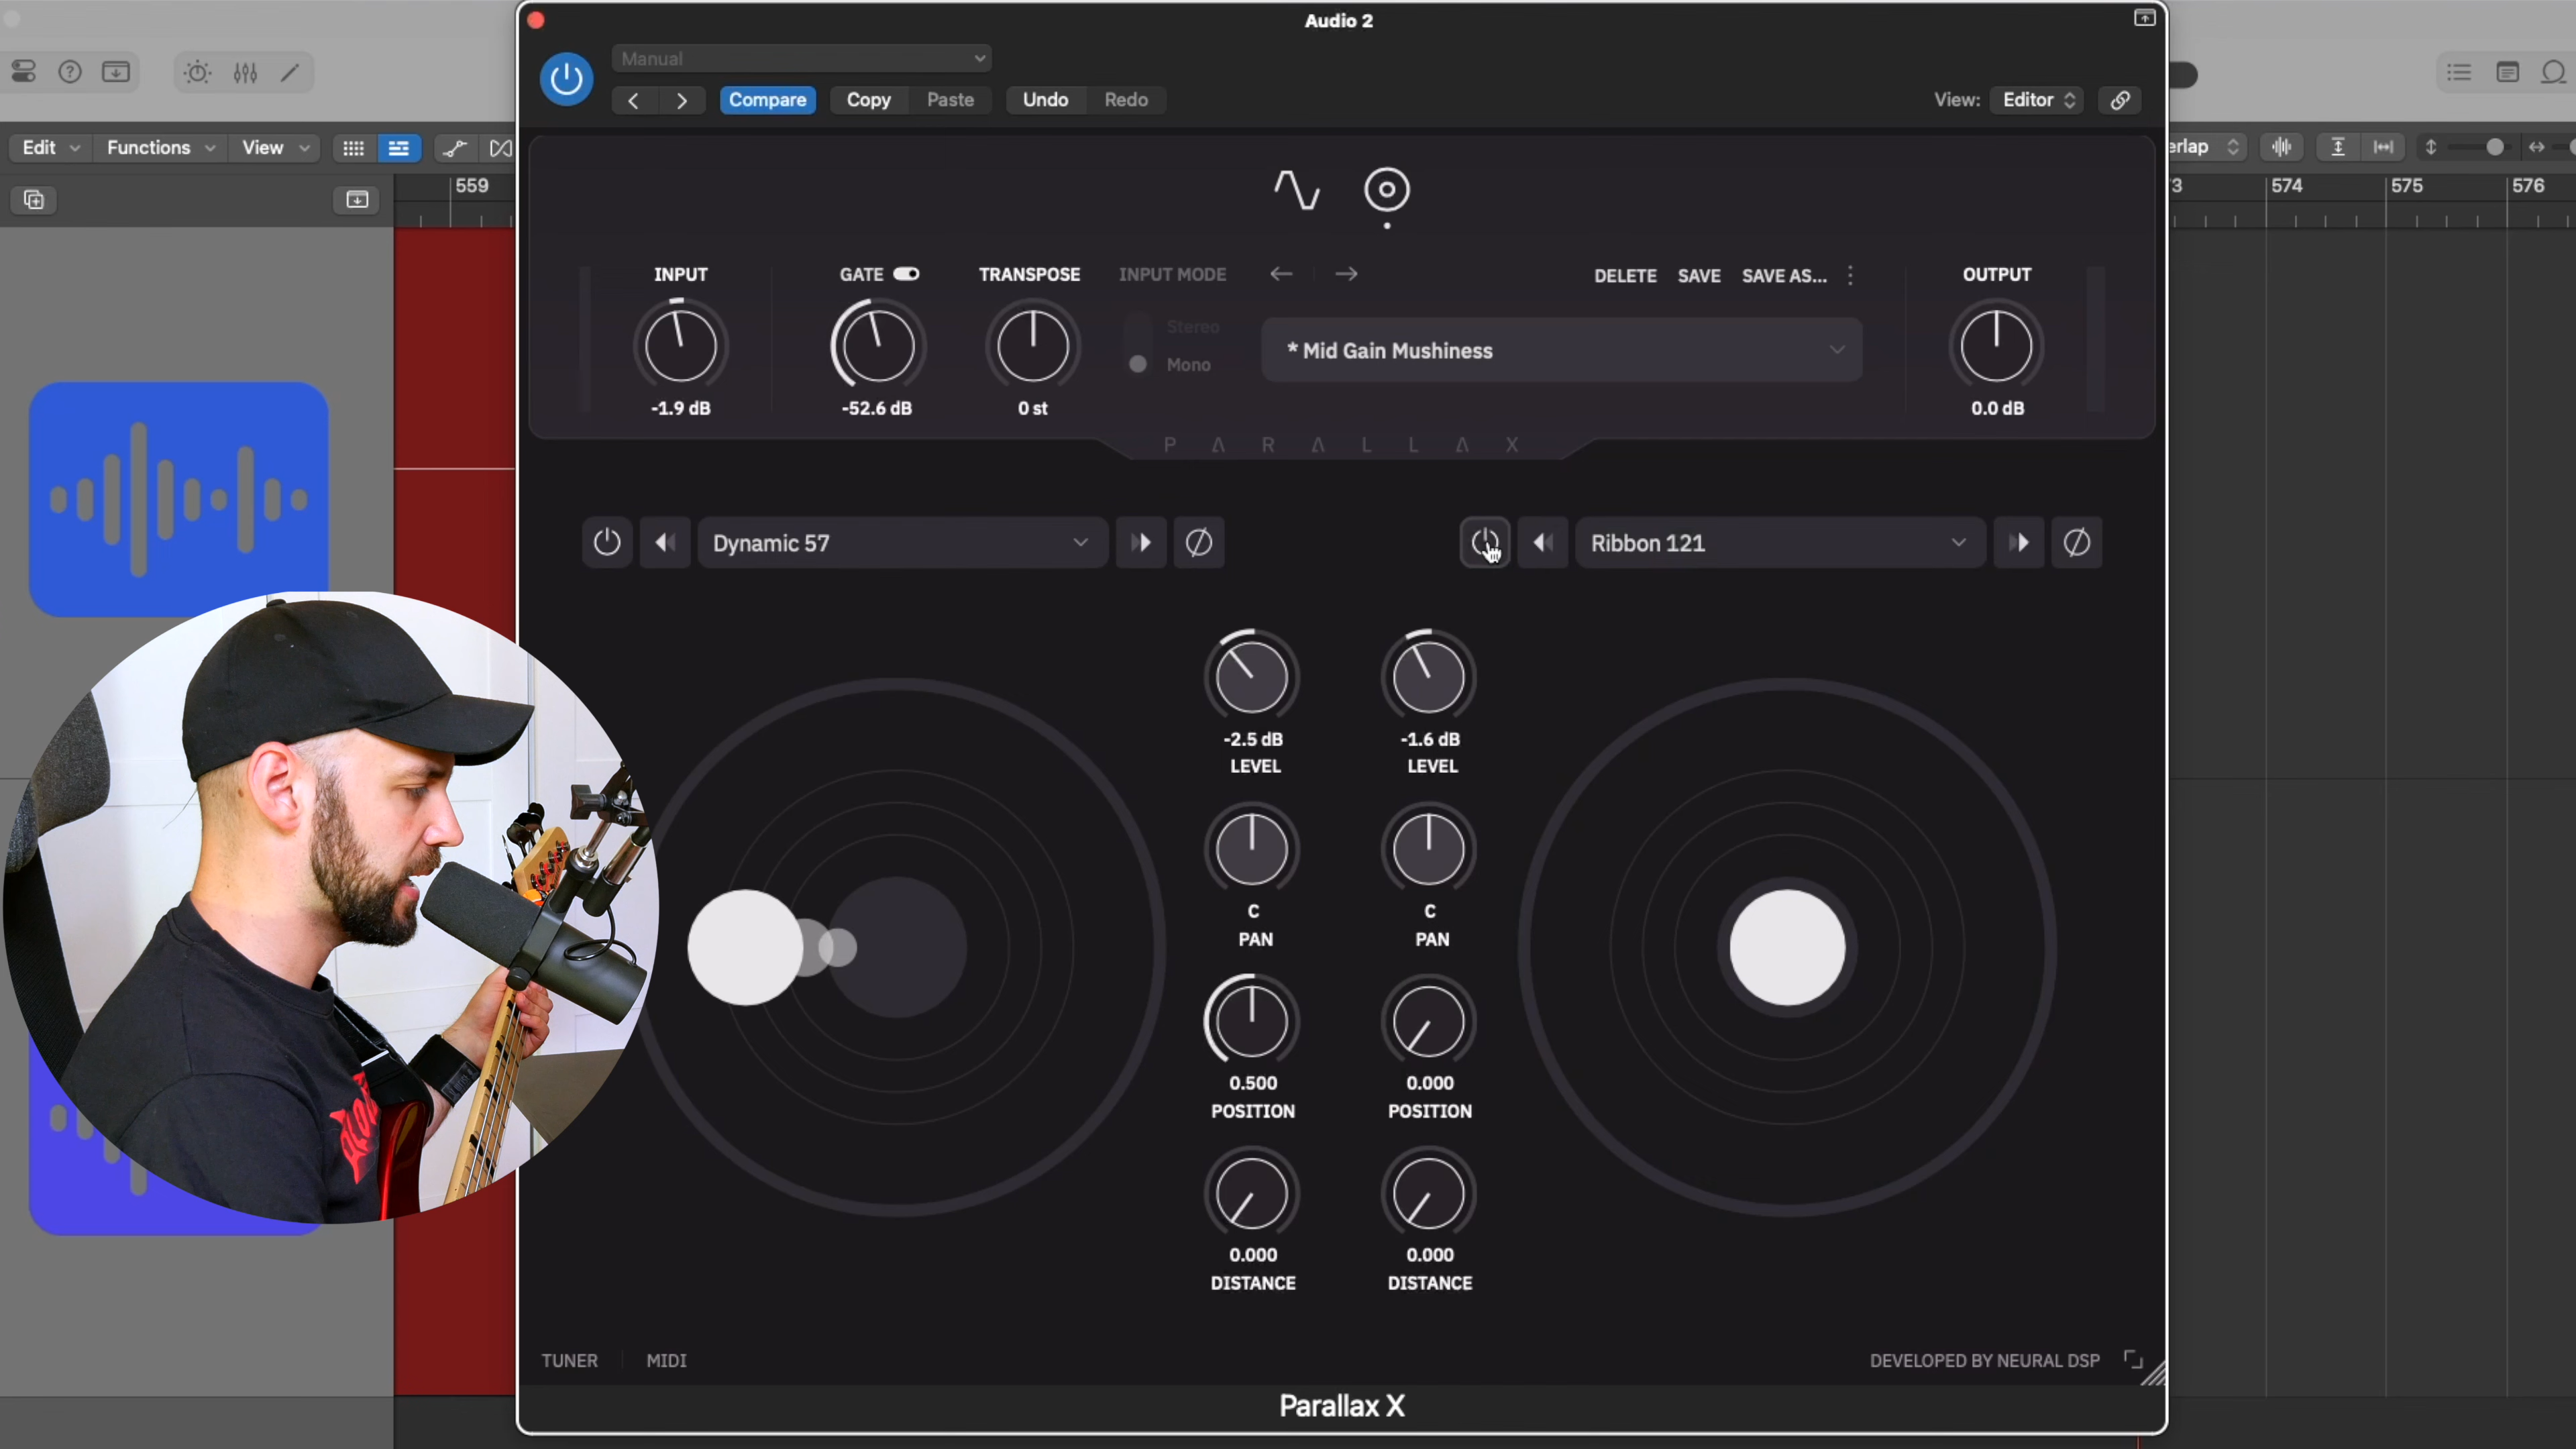 Audio 2
Manual
Compare Copy Paste Undo Redo
View: Editor
Edit Functions View
erlap
559
3 574 575 576
INPUT GATE TRANSPOSE INPUT MODE DELETE SAVE SAVE AS... OUTPUT
Stereo
Mono
* Mid Gain Mushiness
-1.9 dB -52.6 dB 0 st 0.0 dB
PARALLAX
Dynamic 57 Ribbon 121
-2.5 dB -1.6 dB
LEVEL LEVEL
C C
PAN PAN
0.500 0.000
POSITION POSITION
0.000 0.000
DISTANCE DISTANCE
TUNER MIDI DEVELOPED BY NEURAL DSP
Parallax X